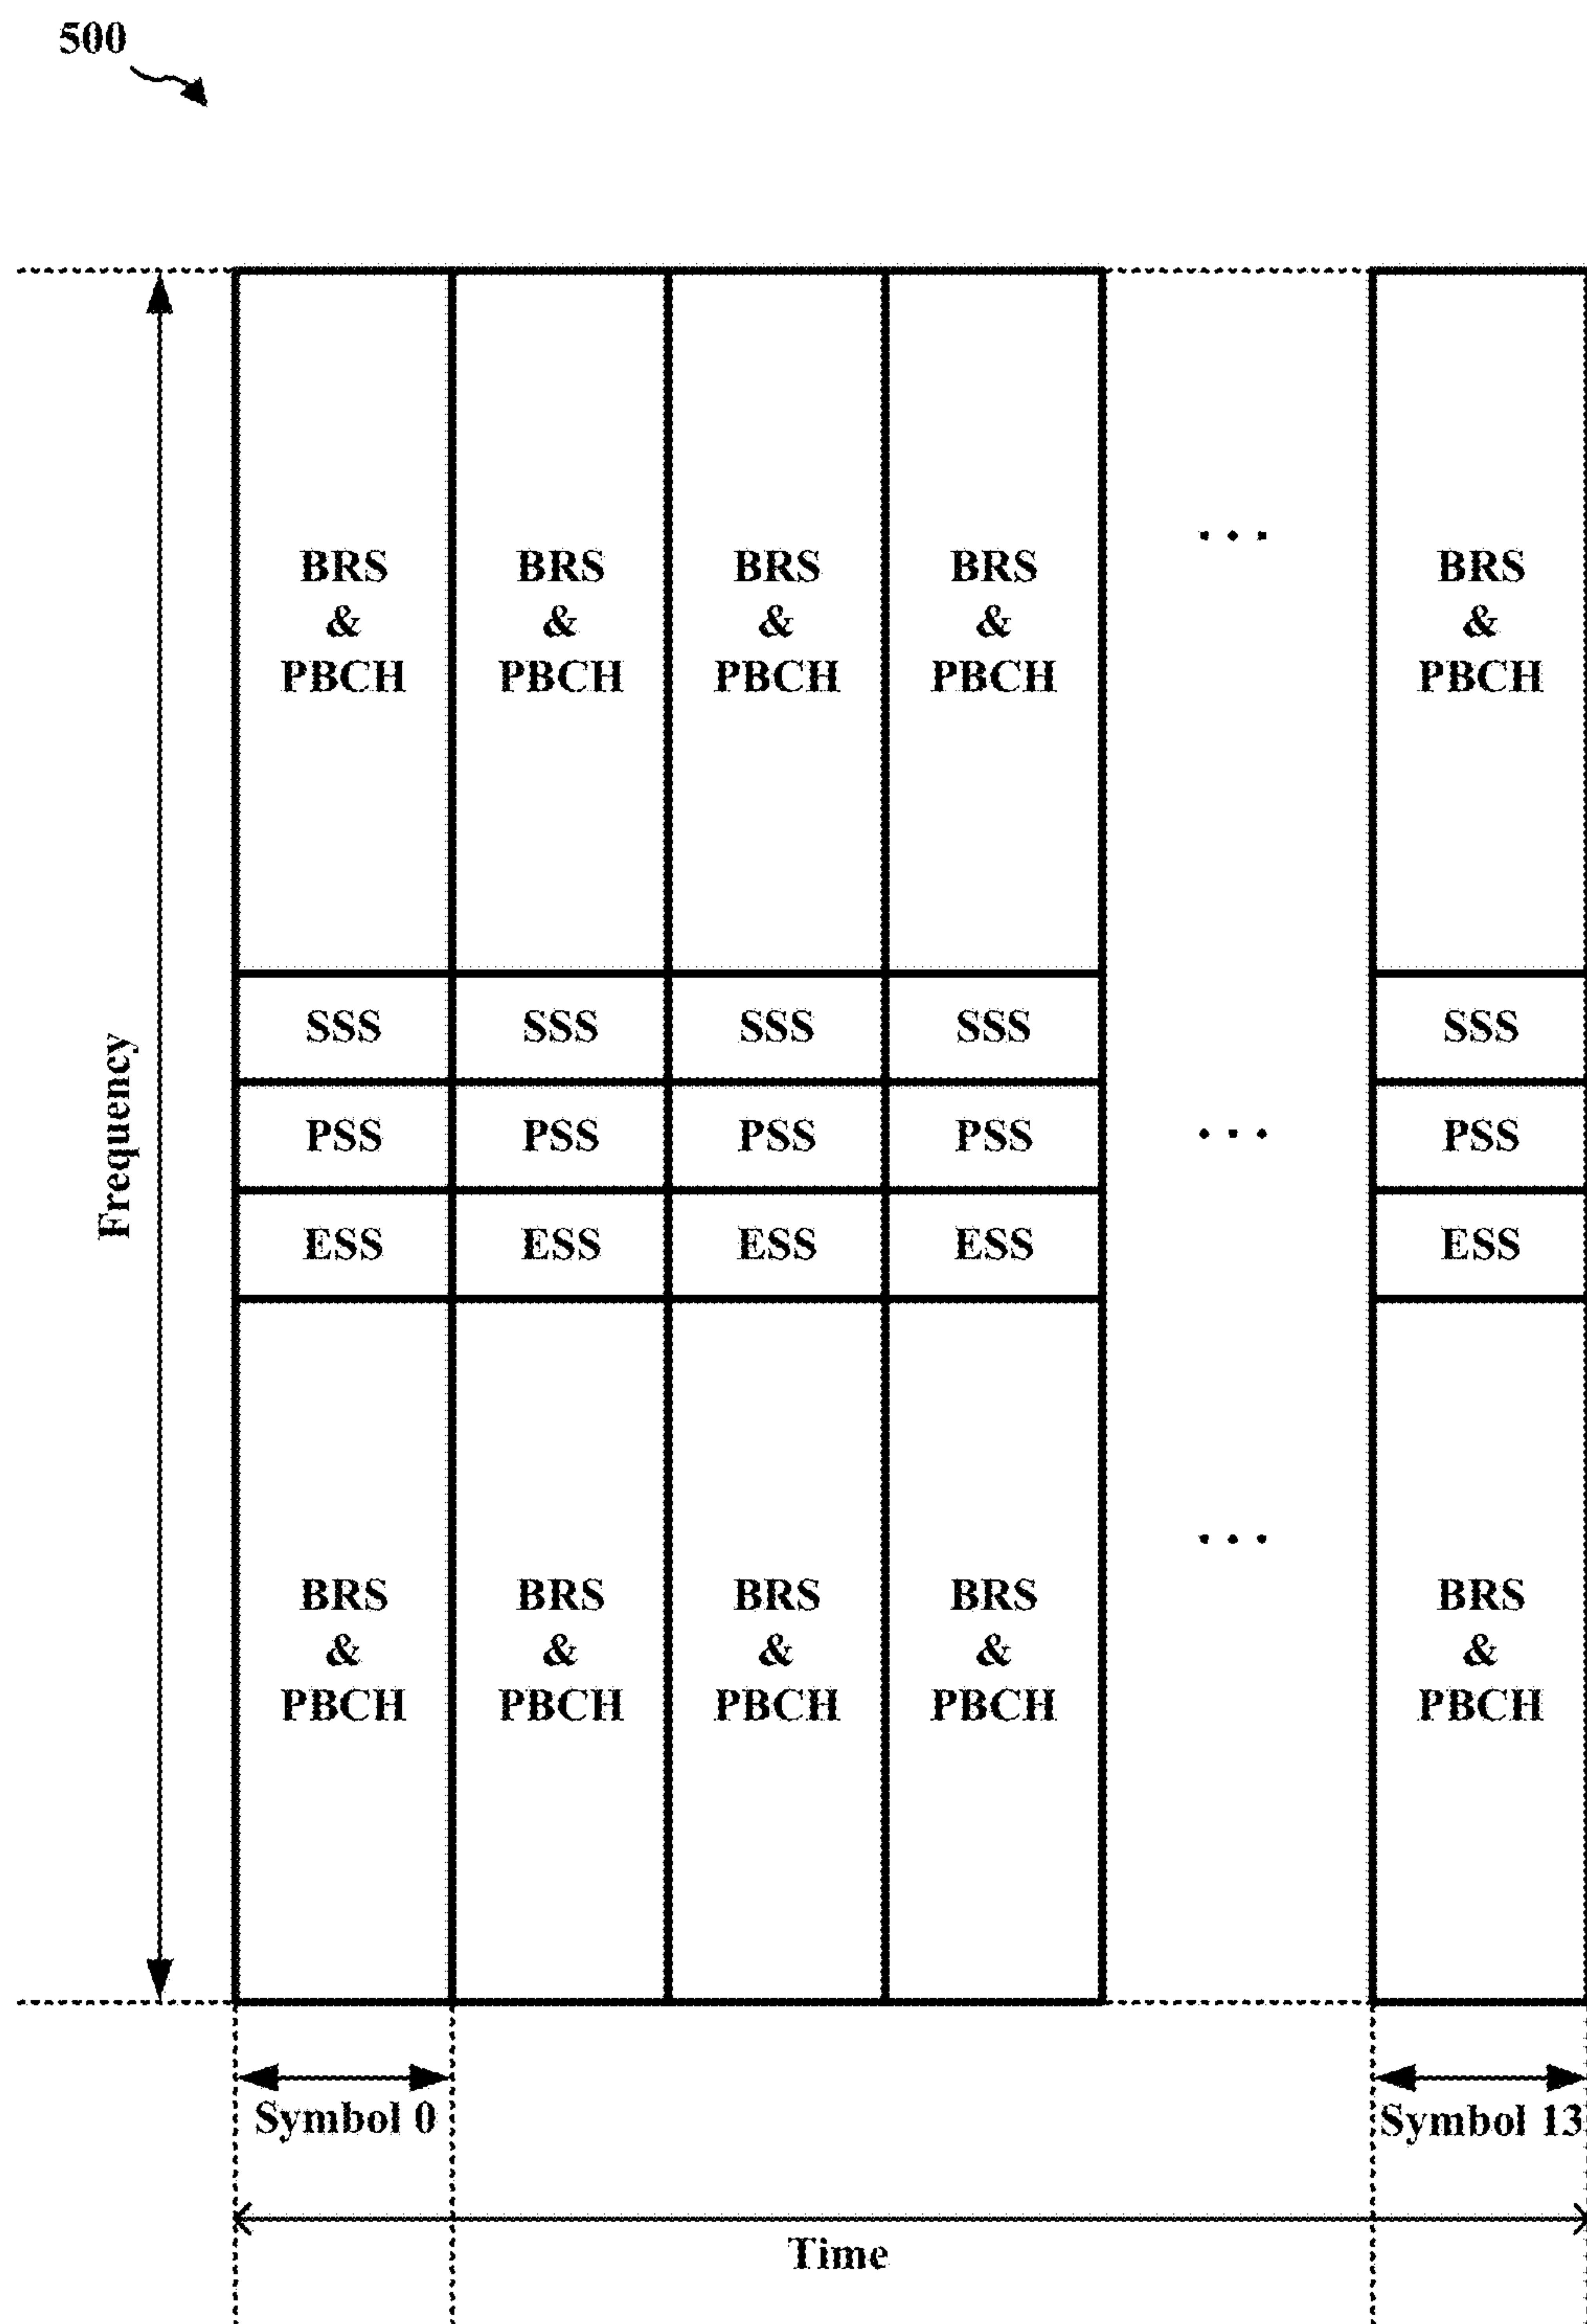 500
BRS BRS BRS BRS ... BRS
& & & & &
PBCH PBCH PBCH PBCH PBCH
SSS SSS SSS SSS SSS
PSS PSS PSS PSS ... PSS
ESS ESS ESS ESS ESS
Frequency
...
BRS BRS BRS BRS BRS
& & & & &
PBCH PBCH PBCH PBCH PBCH
Symbol 0 Symbol 13
Time